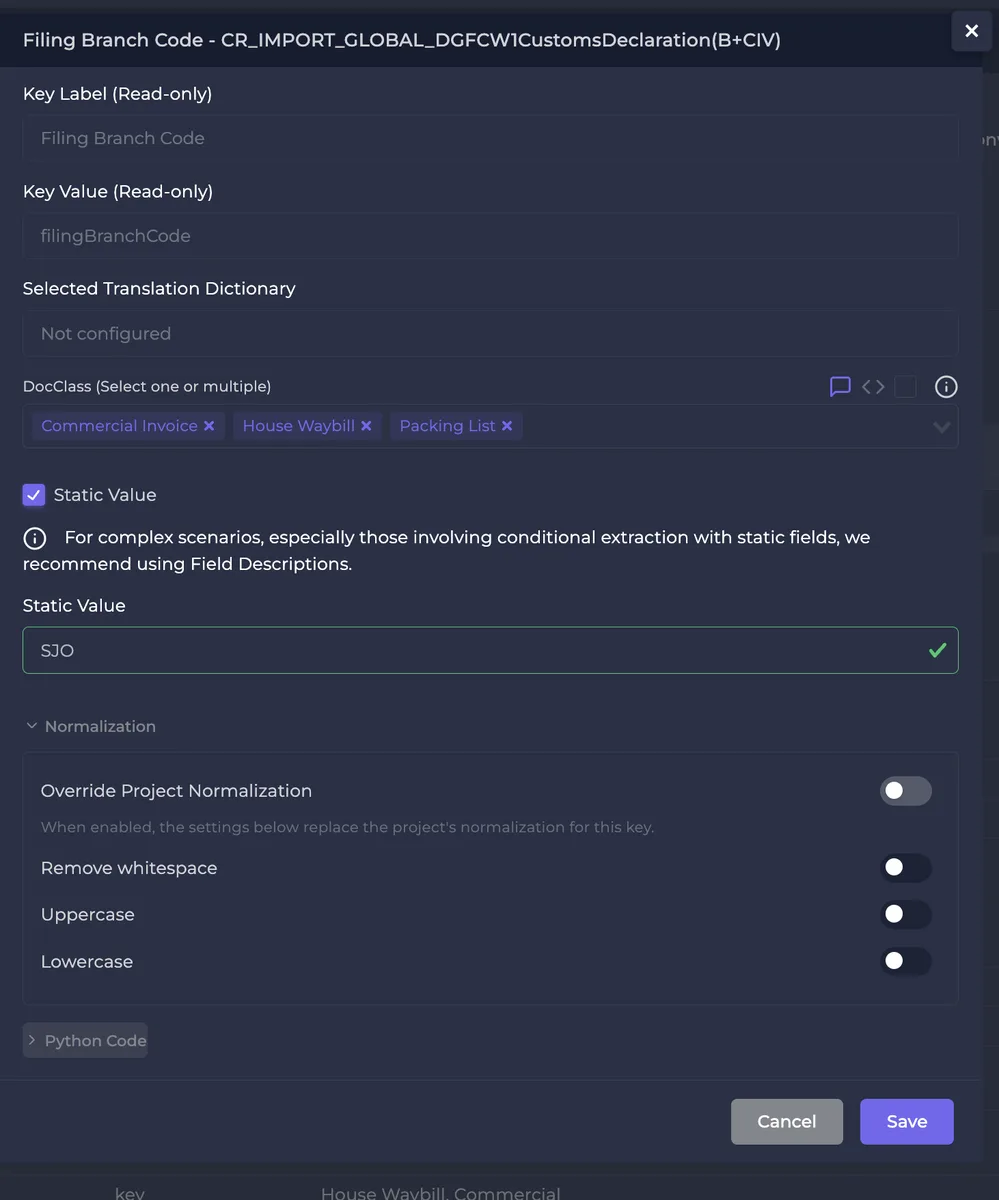 Filing Branch Code - CR_IMPORT_GLOBAL_DGFCW1CustomsDeclaration(B+CIV)
Key Label (Read-only)
Filing Branch Code
Key Value (Read-only)
filingBranchCode
Selected Translation Dictionary
Not configured
DocClass (Select one or multiple)
Commercial Invoice House Waybill Packing List
Static Value
For complex scenarios, especially those involving conditional extraction with static fields, we
recommend using Field Descriptions.
Static Value
SJO
Normalization
Override Project Normalization
When enabled, the settings below replace the project's normalization for this key.
Remove whitespace
Uppercase
Lowercase
Python Code
Cancel Save
key House Waybill, Commercial